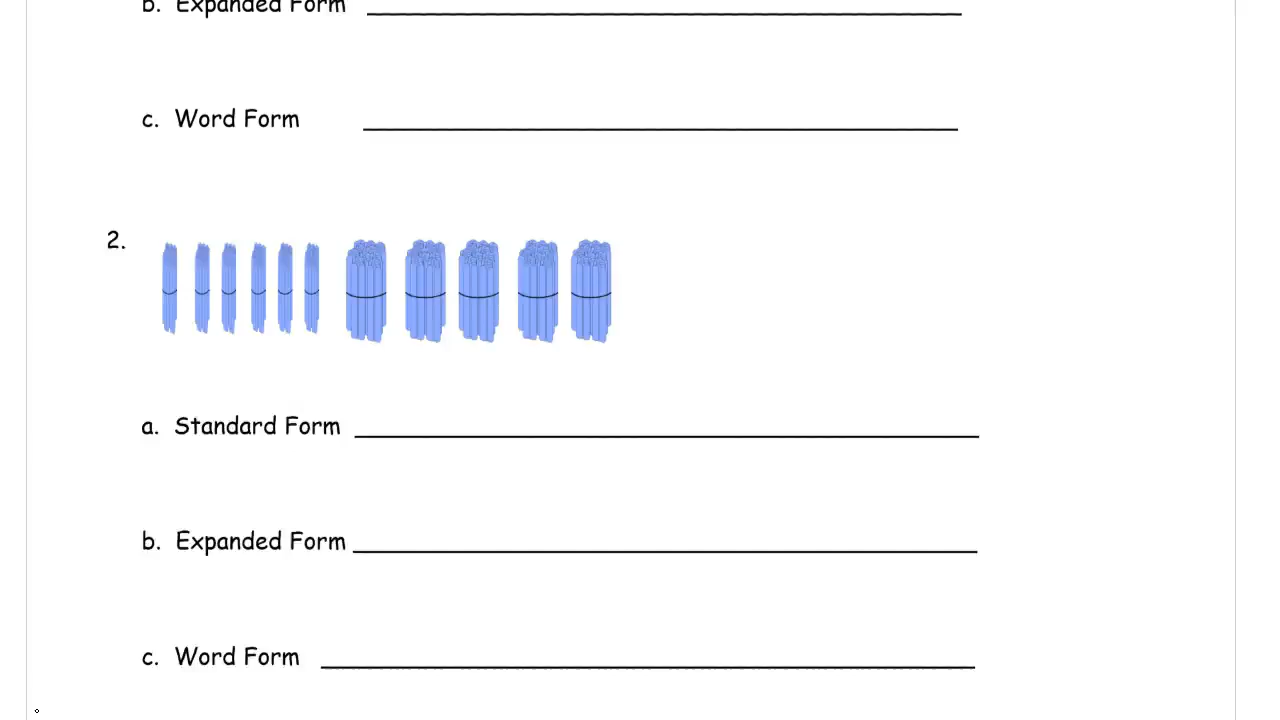 b. Expanded Form
c. Word Form
2.
a. Standard Form
b. Expanded Form
c. Word Form